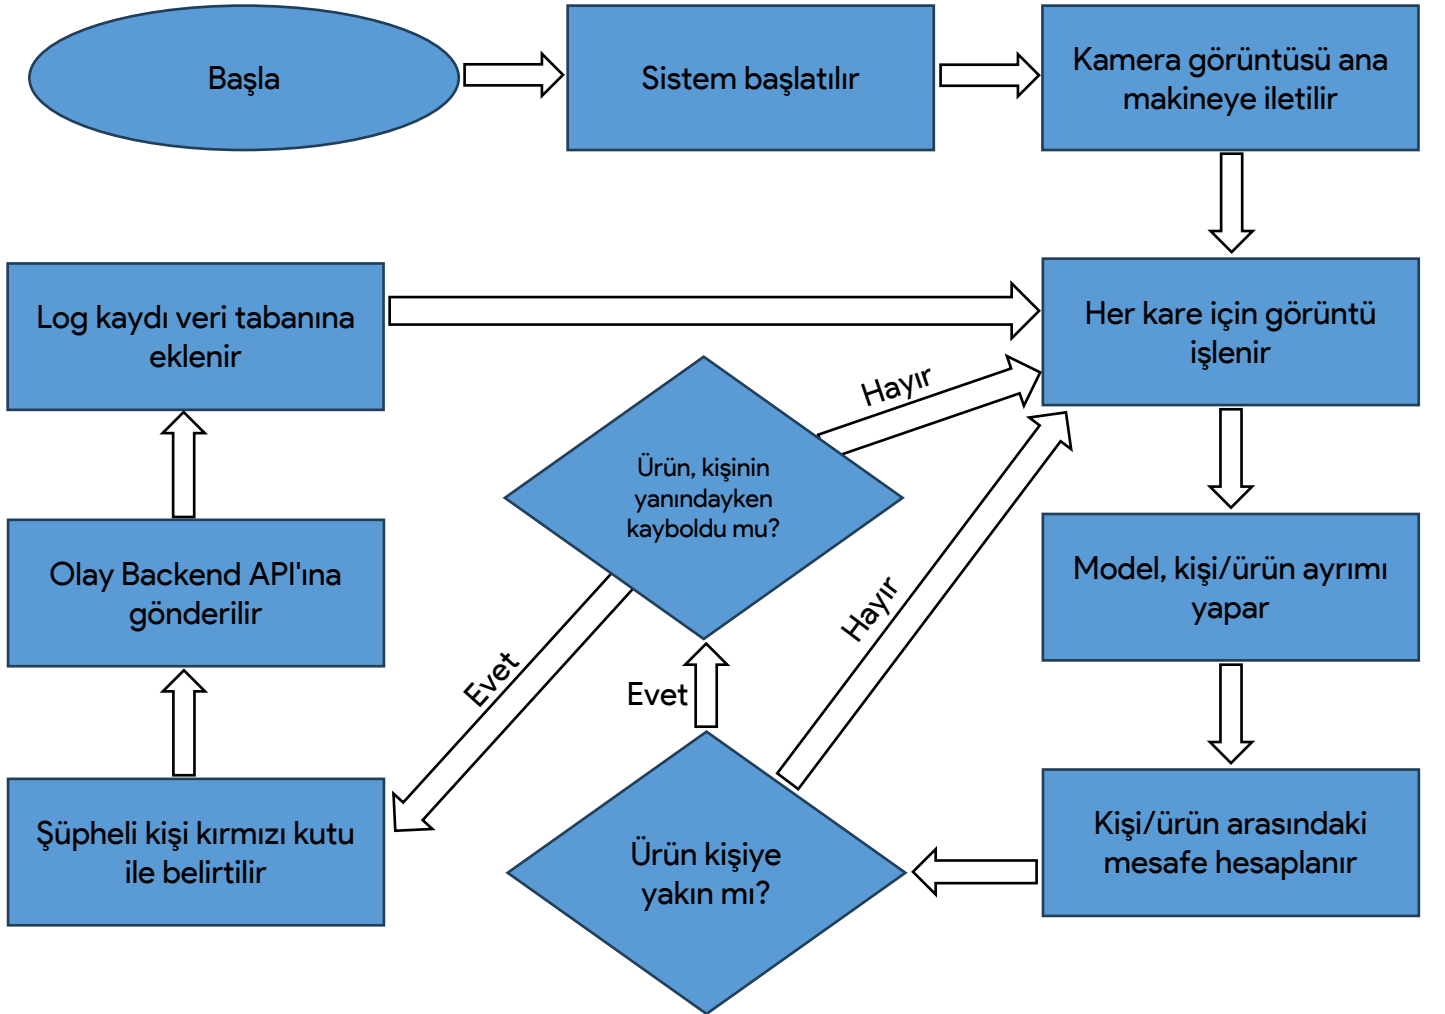 Başla
Sistem başlatılır
Kamera görüntüsü ana
makineye iletilir
Log kaydı veri tabanına
eklenir
Her kare için görüntü
işlenir
Hayır
Ürün, kişinin
yanındayken
kayboldu mu?
Olay Backend API'ına
gönderilir
Model, kişi/ürün ayrımı
yapar
Hayır
Evet
Evet
Şüpheli kişi kırmızı kutu
ile belirtilir
Ürün kişiye
yakın mı?
Kişi/ürün arasındaki
mesafe hesaplanır